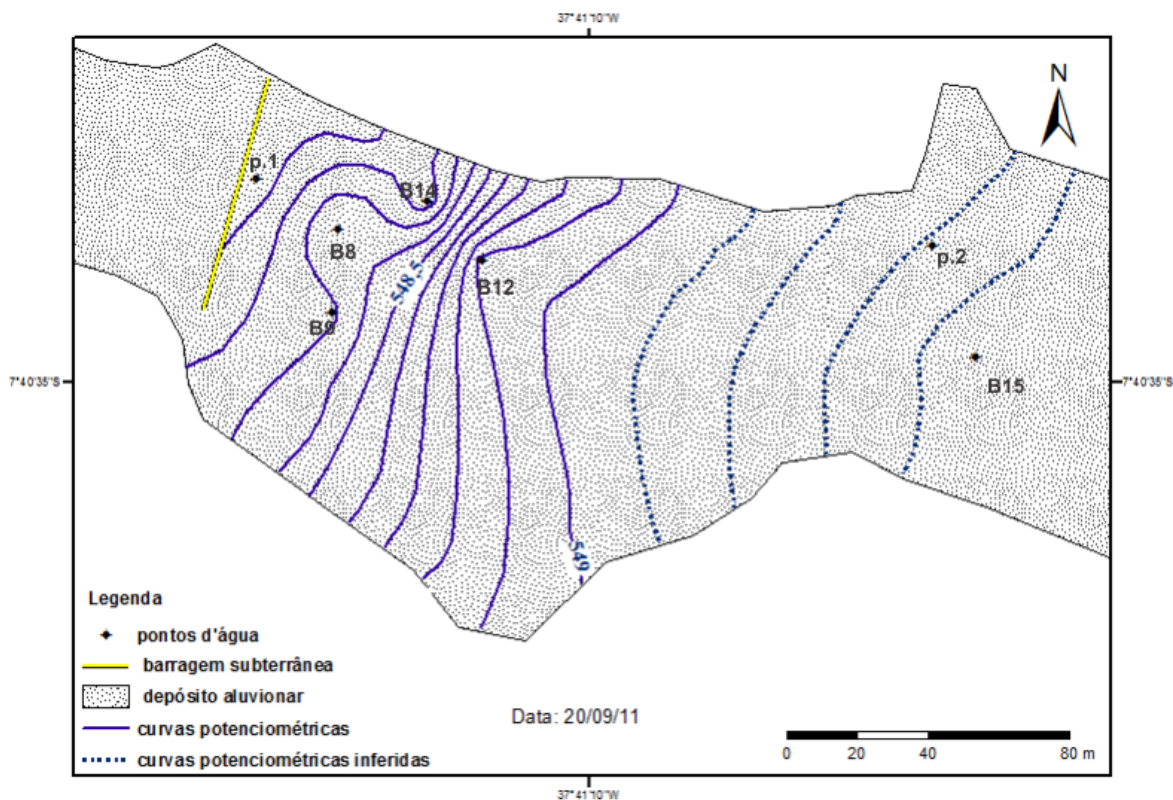 37°41'10"W
N
p.1
B14
B8
p.2
548,5
B12
B9
7°40'35"S
7°40'35"S
B15
549
Legenda
pontos d'água
barragem subterrânea
depósito aluvionar
curvas potenciométricas
curvas potenciométricas inferidas
Data: 20/09/11
0 20 40 80 m
37°41'10"W